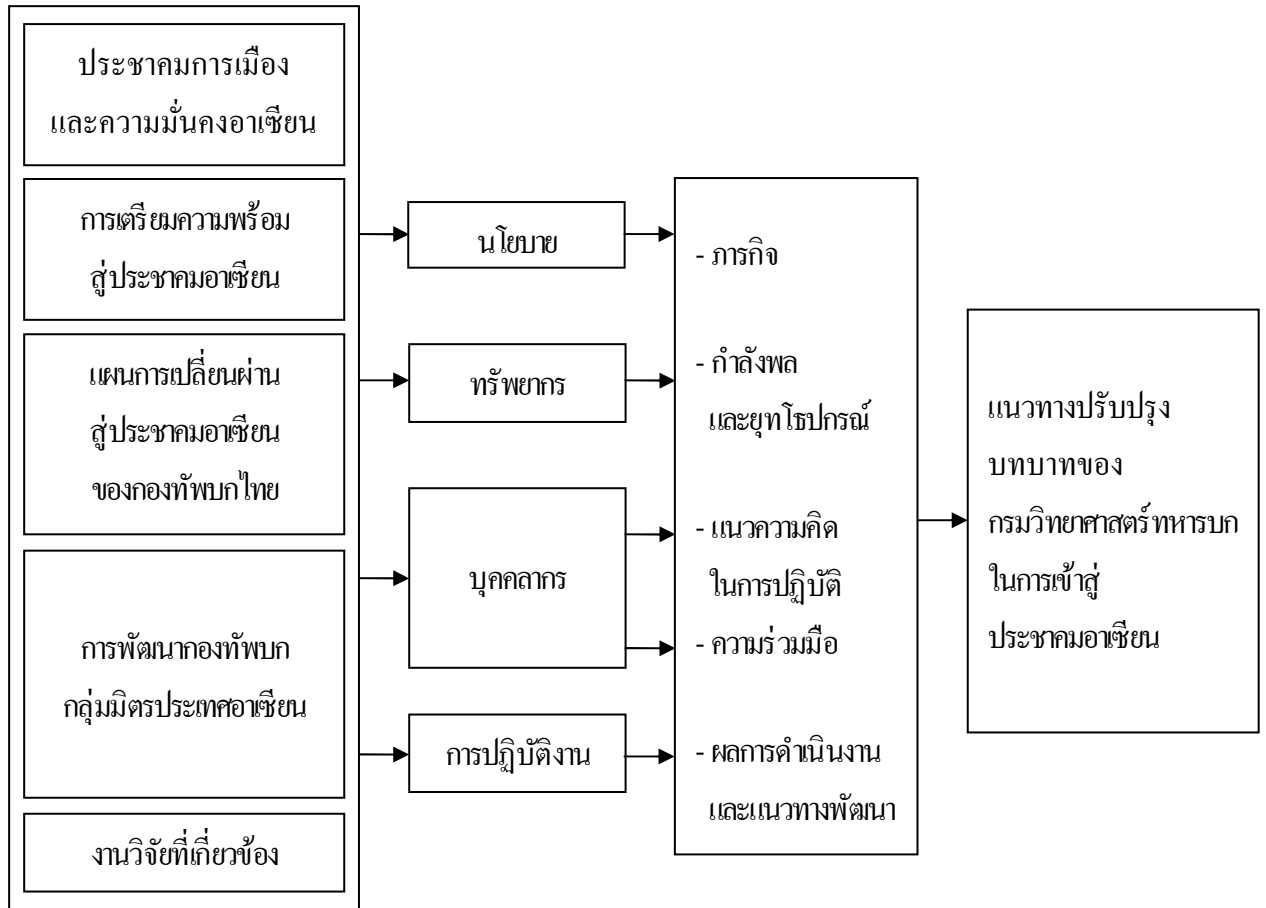 ประชาคมการเมือง
และความมั่นคงอาเซียน
การเตรียมความพร้อม
สู่ประชาคมอาเซียน
แผนการเปลี่ยนผ่าน
สู่ประชาคมอาเซียน
ของกองทัพบกไทย
การพัฒนากองทัพบก
กลุ่มมิตรประเทศอาเซียน
งานวิจัยที่เกี่ยวข้อง
นโยบาย
ทรัพยากร
บุคคลากร
การปฏิบัติงาน
- ภารกิจ
- กำลังพล
และยุทโธปกรณ์
- แนวความคิด
ในการปฏิบัติ
- ความร่วมมือ
- ผลการดำเนินงาน
และแนวทางพัฒนา
แนวทางปรับปรุง
บทบาทของ
กรมวิทยาศาสตร์ทหารบก
ในการเข้าสู่
ประชาคมอาเซียน